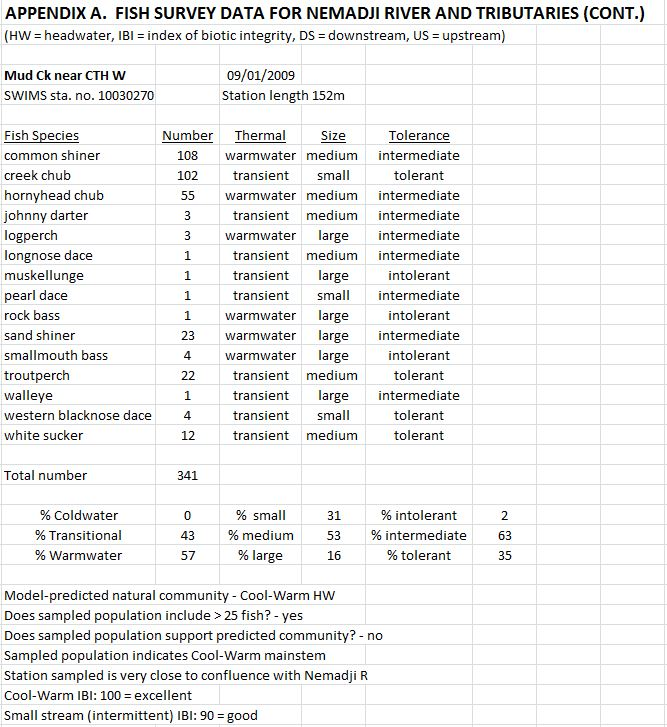 APPENDIX A.  FISH SURVEY DATA FOR NEMADJI RIVER AND TRIBUTARIES (CONT.)
(HW = headwater, IBI = index of biotic integrity, DS = downstream, US = upstream)
Mud Ck near CTH W 09/01/2009
SWIMS sta. no. 10030270 Station length 152m
Fish Species Number Thermal Size Tolerance
common shiner 108 warmwater medium intermediate
creek chub 102 transient small tolerant
hornyhead chub 55 warmwater medium intermediate
johnny darter 3 transient medium intermediate
logperch 3 warmwater large intermediate
longnose dace 1 transient medium intermediate
muskellunge 1 transient large intolerant
pearl dace 1 transient small intermediate
rock bass 1 warmwater large intolerant
sand shiner 23 warmwater large intermediate
smallmouth bass 4 warmwater large intolerant
troutperch 22 transient medium tolerant
walleye 1 transient large intermediate
western blacknose dace 4 transient small tolerant
white sucker 12 transient medium tolerant
Total number 341
% Coldwater 0 % small 31 % intolerant 2
% Transitional 43 % medium 53 % intermediate 63
% Warmwater 57 % large 16 % tolerant 35
Model-predicted natural community - Cool-Warm HW
Does sampled population include > 25 fish? - yes
Does sampled population support predicted community? - no
Sampled population indicates Cool-Warm mainstem
Station sampled is very close to confluence with Nemadji R
Cool-Warm IBI: 100 = excellent
Small stream (intermittent) IBI: 90 = good